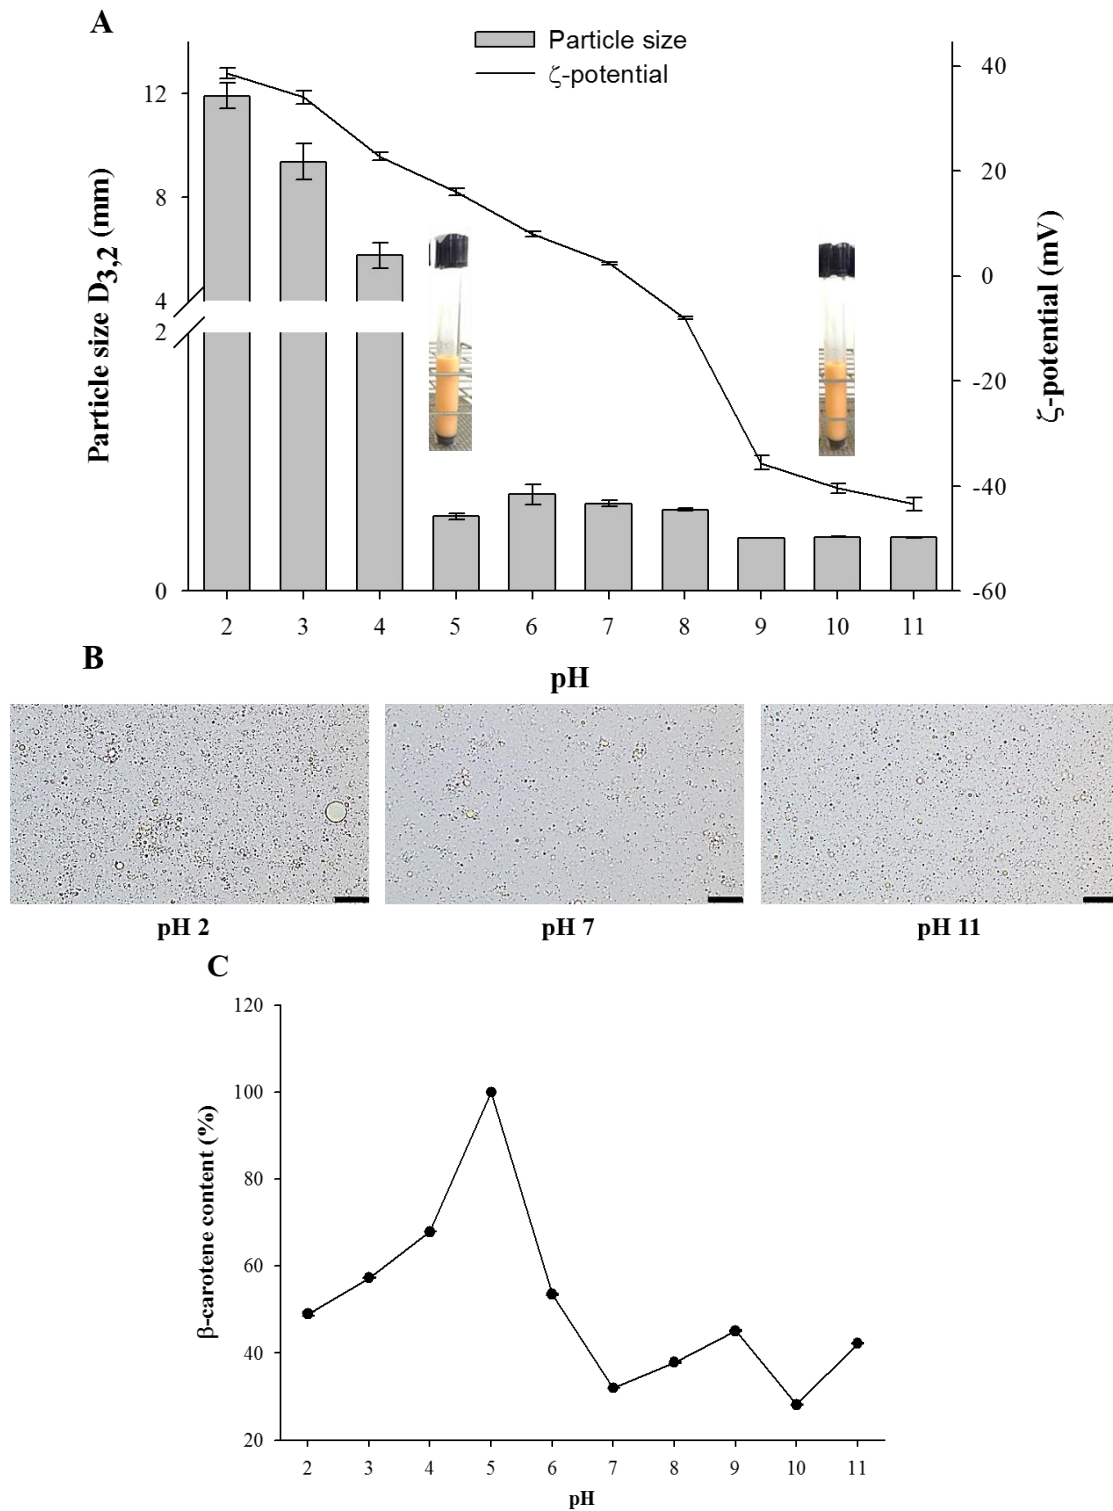 A
Particle size
ζ-potential
Particle size D3,2 (mm)
12
8
4
2
0
40
20
0
-20
-40
-60
ζ-potential (mV)
2 3 4 5 6 7 8 9 10 11
pH
B
pH 2 pH 7 pH 11
C
β-carotene content (%)
120
100
80
60
40
20
2 3 4 5 6 7 8 9 10 11
pH